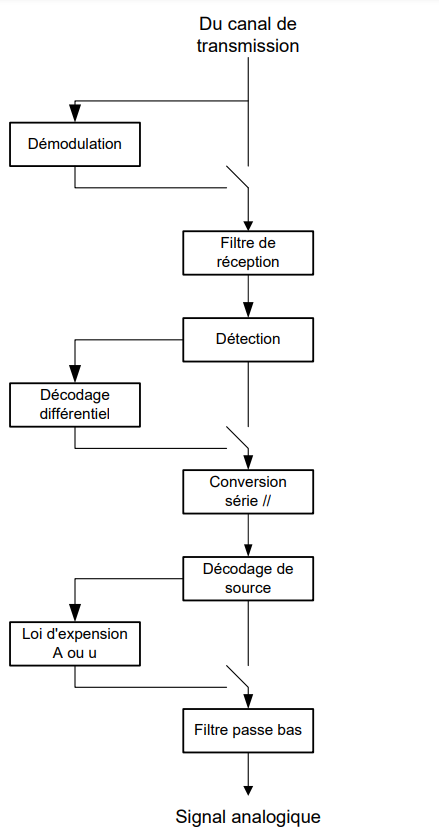 Du canal de
transmission
Démodulation
Filtre de
réception
Détection
Décodage
différentiel
Conversion
série //
Décodage de
source
Loi d'expension
A ou u
Filtre passe bas
Signal analogique